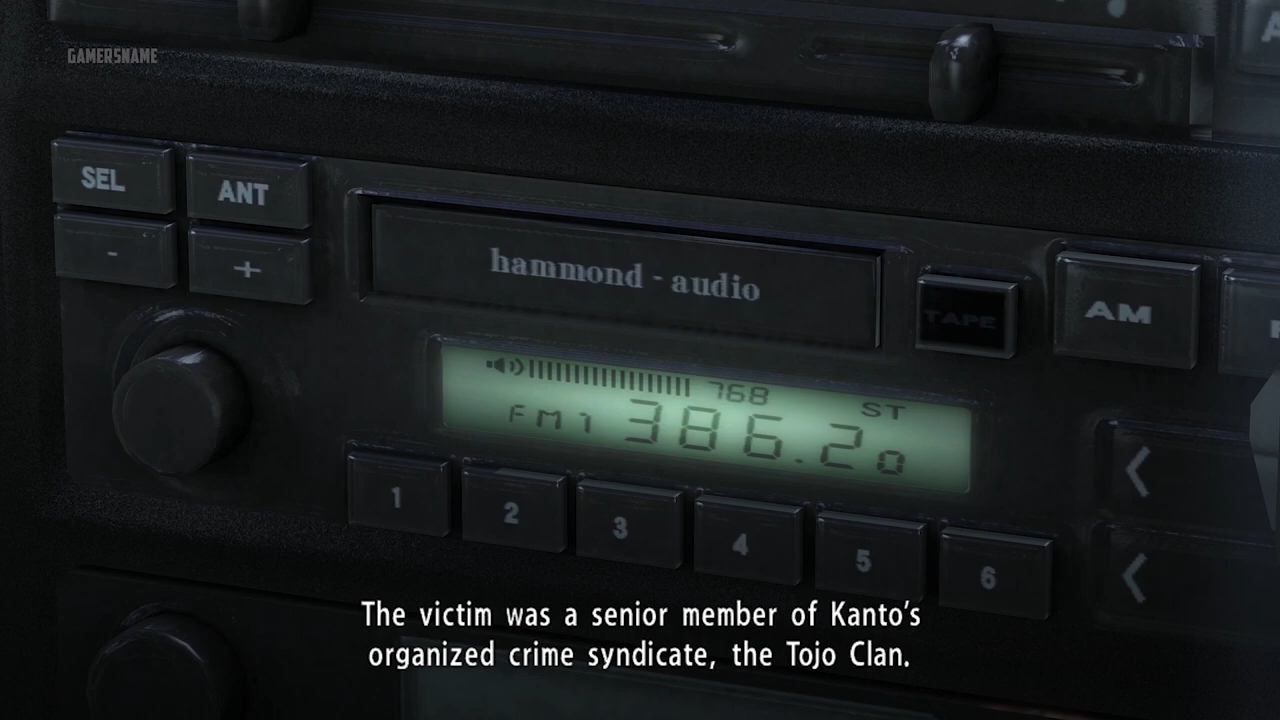 GAMERSNAME
SEL
ANT
-
+
hammond - audio
TAPE
AM
768
ST
FM1 386.20
1
2
3
4
5
6
The victim was a senior member of Kanto's
organized crime syndicate, the Tojo Clan.